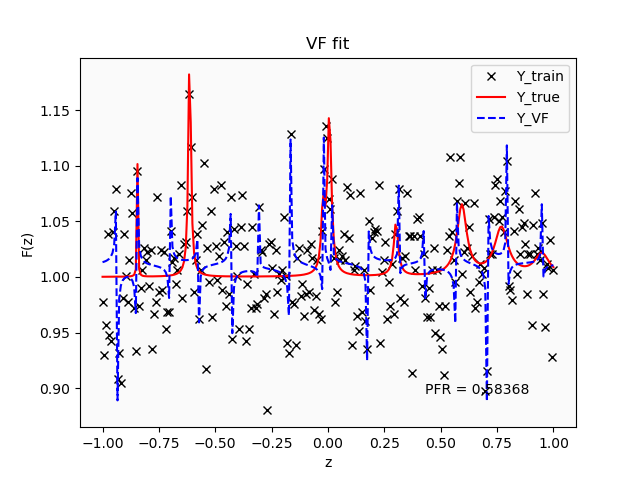 VF fit
Y_train
Y_true
Y_VF
1.15
1.10
1.05
1.00
0.95
0.90
F(z)
PFR = 0.58368
−1.00 −0.75 −0.50 −0.25 0.00 0.25 0.50 0.75 1.00
z